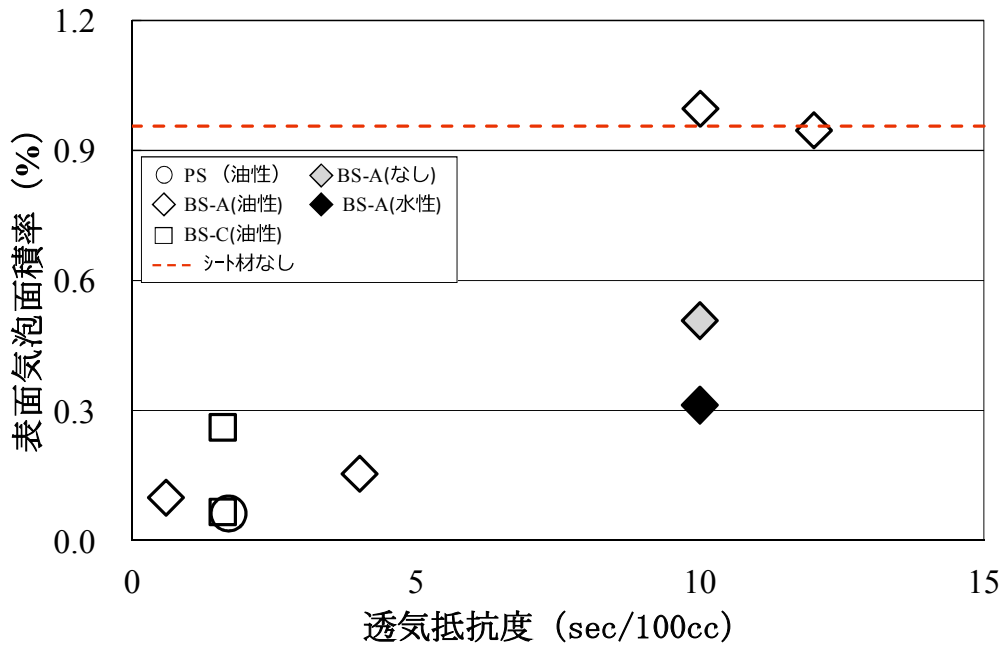 1.2
0.9
0.6
0.3
0.0
表面気泡面積率 (%)
PS (油性) BS-A(なし)
BS-A(油性) BS-A(水性)
BS-C(油性)
シート材なし
0 5 10 15
透気抵抗度 (sec/100cc)